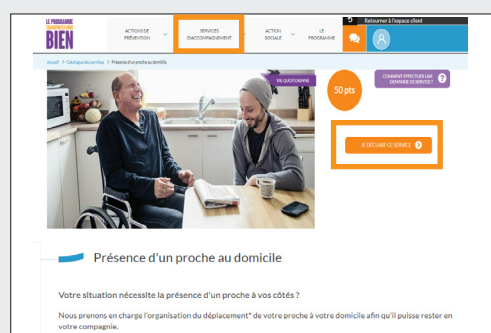 LE PROGRAMME
BIEN
ACTIONS DE
PRÉVENTION
SERVICES
D'ACCOMPAGNEMENT
ACTION
SOCIALE
LE
PROGRAMME
Retourner à l'espace client
Accueil > Catalogue des services > Présence d'un proche au domicile
VIE QUOTIDIENNE
50 pts
COMMENT EFFECTUER UNE
DEMANDE DE SERVICE ?
JE DÉCLARE CE SERVICE
Présence d'un proche au domicile
Votre situation nécessite la présence d'un proche à vos côtés ?
Nous prenons en charge l'organisation du déplacement* de votre proche à votre domicile afin qu'il puisse rester en
votre compagnie.